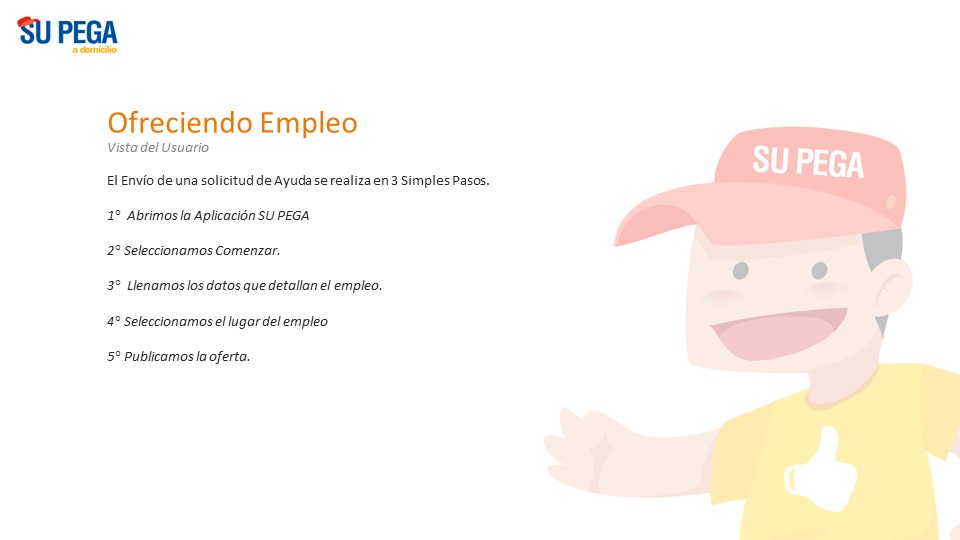 SU PEGA
a domicilio
Ofreciendo Empleo
Vista del Usuario
El Envío de una solicitud de Ayuda se realiza en 3 Simples Pasos.
1° Abrimos la Aplicación SU PEGA
2° Seleccionamos Comenzar.
3° Llenamos los datos que detallan el empleo.
4° Seleccionamos el lugar del empleo
5° Publicamos la oferta.
SU PEGA